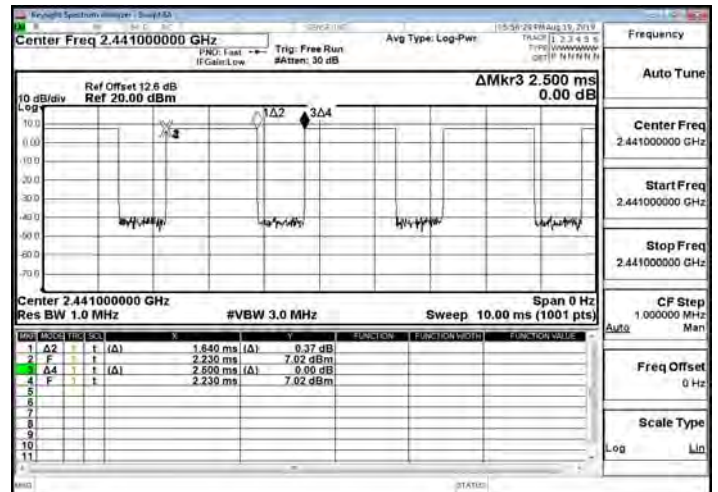 Keysight Spectrum Analyzer - Swept SA
15:58:29 PM Aug 19, 2019
Frequency
Center Freq 2.441000000 GHz
PNO: Fast
IFGain:Low
Trig: Free Run
#Atten: 30 dB
Avg Type: Log-Pwr
TRACE 1 2 3 4 5 6
TYPE
DET P N N N N N
Auto Tune
Ref Offset 12.6 dB
Ref 20.00 dBm
10 dB/div
Log
ΔMkr3 2.500 ms
0.00 dB
1Δ2
3Δ4
10.0
0.00
-10.0
-20.0
-30.0
-40.0
-50.0
-60.0
-70.0
Center Freq
2.441000000 GHz
Start Freq
2.441000000 GHz
Stop Freq
2.441000000 GHz
Center 2.441000000 GHz
Res BW 1.0 MHz
#VBW 3.0 MHz
Span 0 Hz
Sweep 10.00 ms (1001 pts)
CF Step
1.000000 MHz
Auto Man
MKR MODE TRC SCL X Y FUNCTION FUNCTION WIDTH FUNCTION VALUE
1 Δ2 1 t (Δ) 1.640 ms (Δ) 0.37 dB
2 F 1 t 2.230 ms 7.02 dBm
3 Δ4 1 t (Δ) 2.500 ms (Δ) 0.00 dB
4 F 1 t 2.230 ms 7.02 dBm
5
6
7
8
9
10
11
Freq Offset
0 Hz
Scale Type
Log Lin
MSG
STATUS